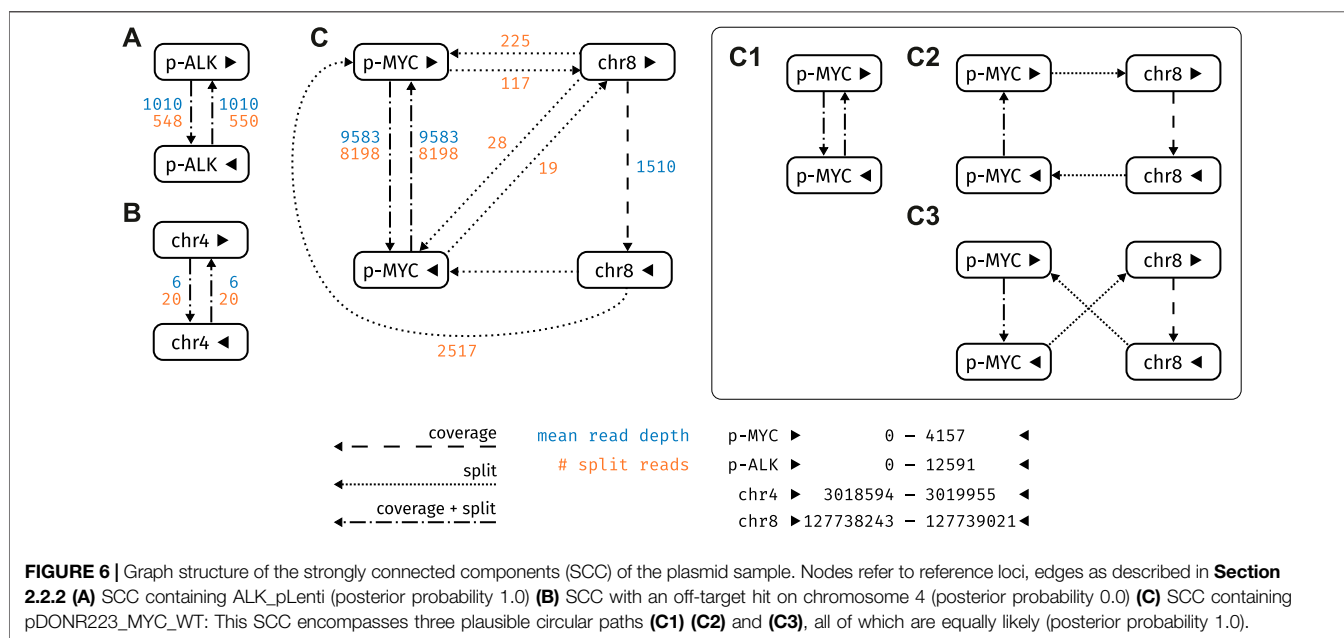 A
p-ALK ►
1010 1010
548 550
p-ALK ◄
B
chr4 ►
6 6
20 20
chr4 ◄
C
p-MYC ►
225
117
chr8 ►
9583 9583
8198 8198
28
19
1510
p-MYC ◄
chr8 ◄
2517
C1
p-MYC ►
p-MYC ◄
C2
p-MYC ►
chr8 ►
p-MYC ◄
chr8 ◄
C3
p-MYC ►
chr8 ►
p-MYC ◄
chr8 ◄
coverage
split
coverage + split
mean read depth
# split reads
p-MYC ► 0 – 4157 ◄
p-ALK ► 0 – 12591 ◄
chr4 ► 3018594 – 3019955 ◄
chr8 ►127738243 – 127739021◄
FIGURE 6 | Graph structure of the strongly connected components (SCC) of the plasmid sample. Nodes refer to reference loci, edges as described in Section
2.2.2 (A) SCC containing ALK_pLenti (posterior probability 1.0) (B) SCC with an off-target hit on chromosome 4 (posterior probability 0.0) (C) SCC containing
pDONR223_MYC_WT: This SCC encompasses three plausible circular paths (C1) (C2) and (C3), all of which are equally likely (posterior probability 1.0).